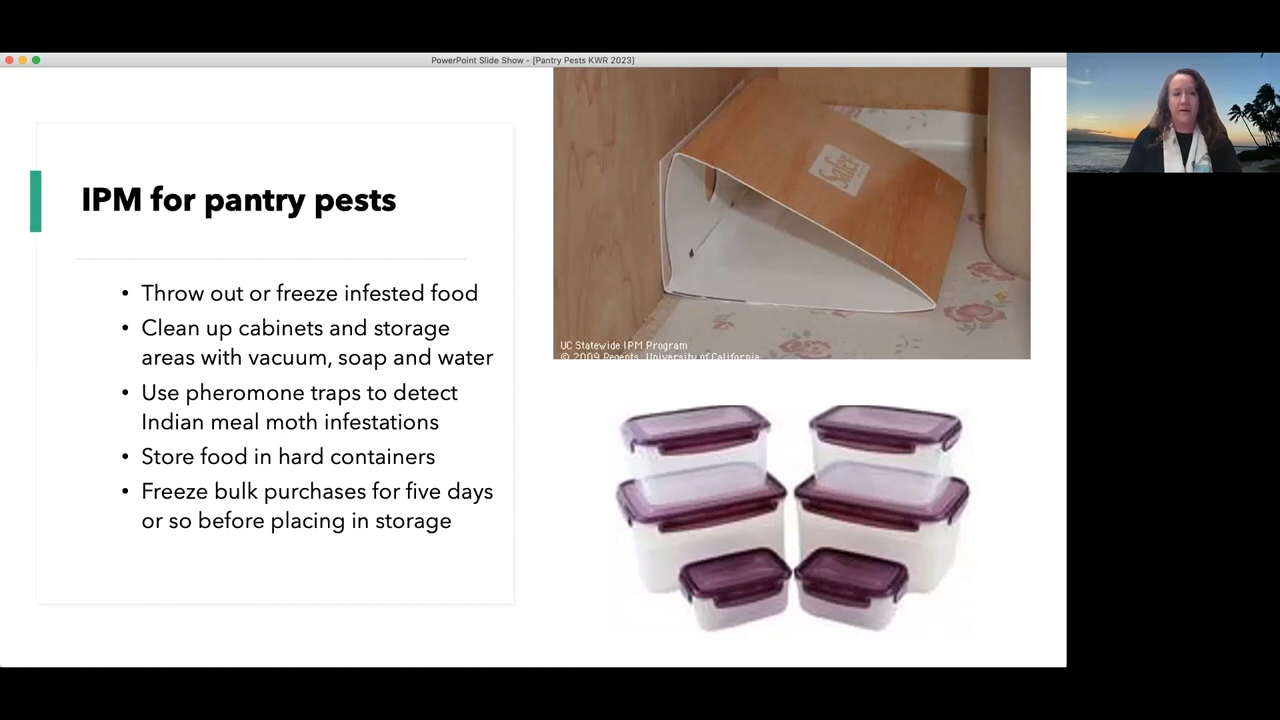 PowerPoint Slide Show - [Pantry Pests KWR 2023]
IPM for pantry pests
• Throw out or freeze infested food
• Clean up cabinets and storage
areas with vacuum, soap and water
• Use pheromone traps to detect
Indian meal moth infestations
• Store food in hard containers
• Freeze bulk purchases for five days
or so before placing in storage
Safer
UC Statewide IPM Program
© 2009 Regents, University of California